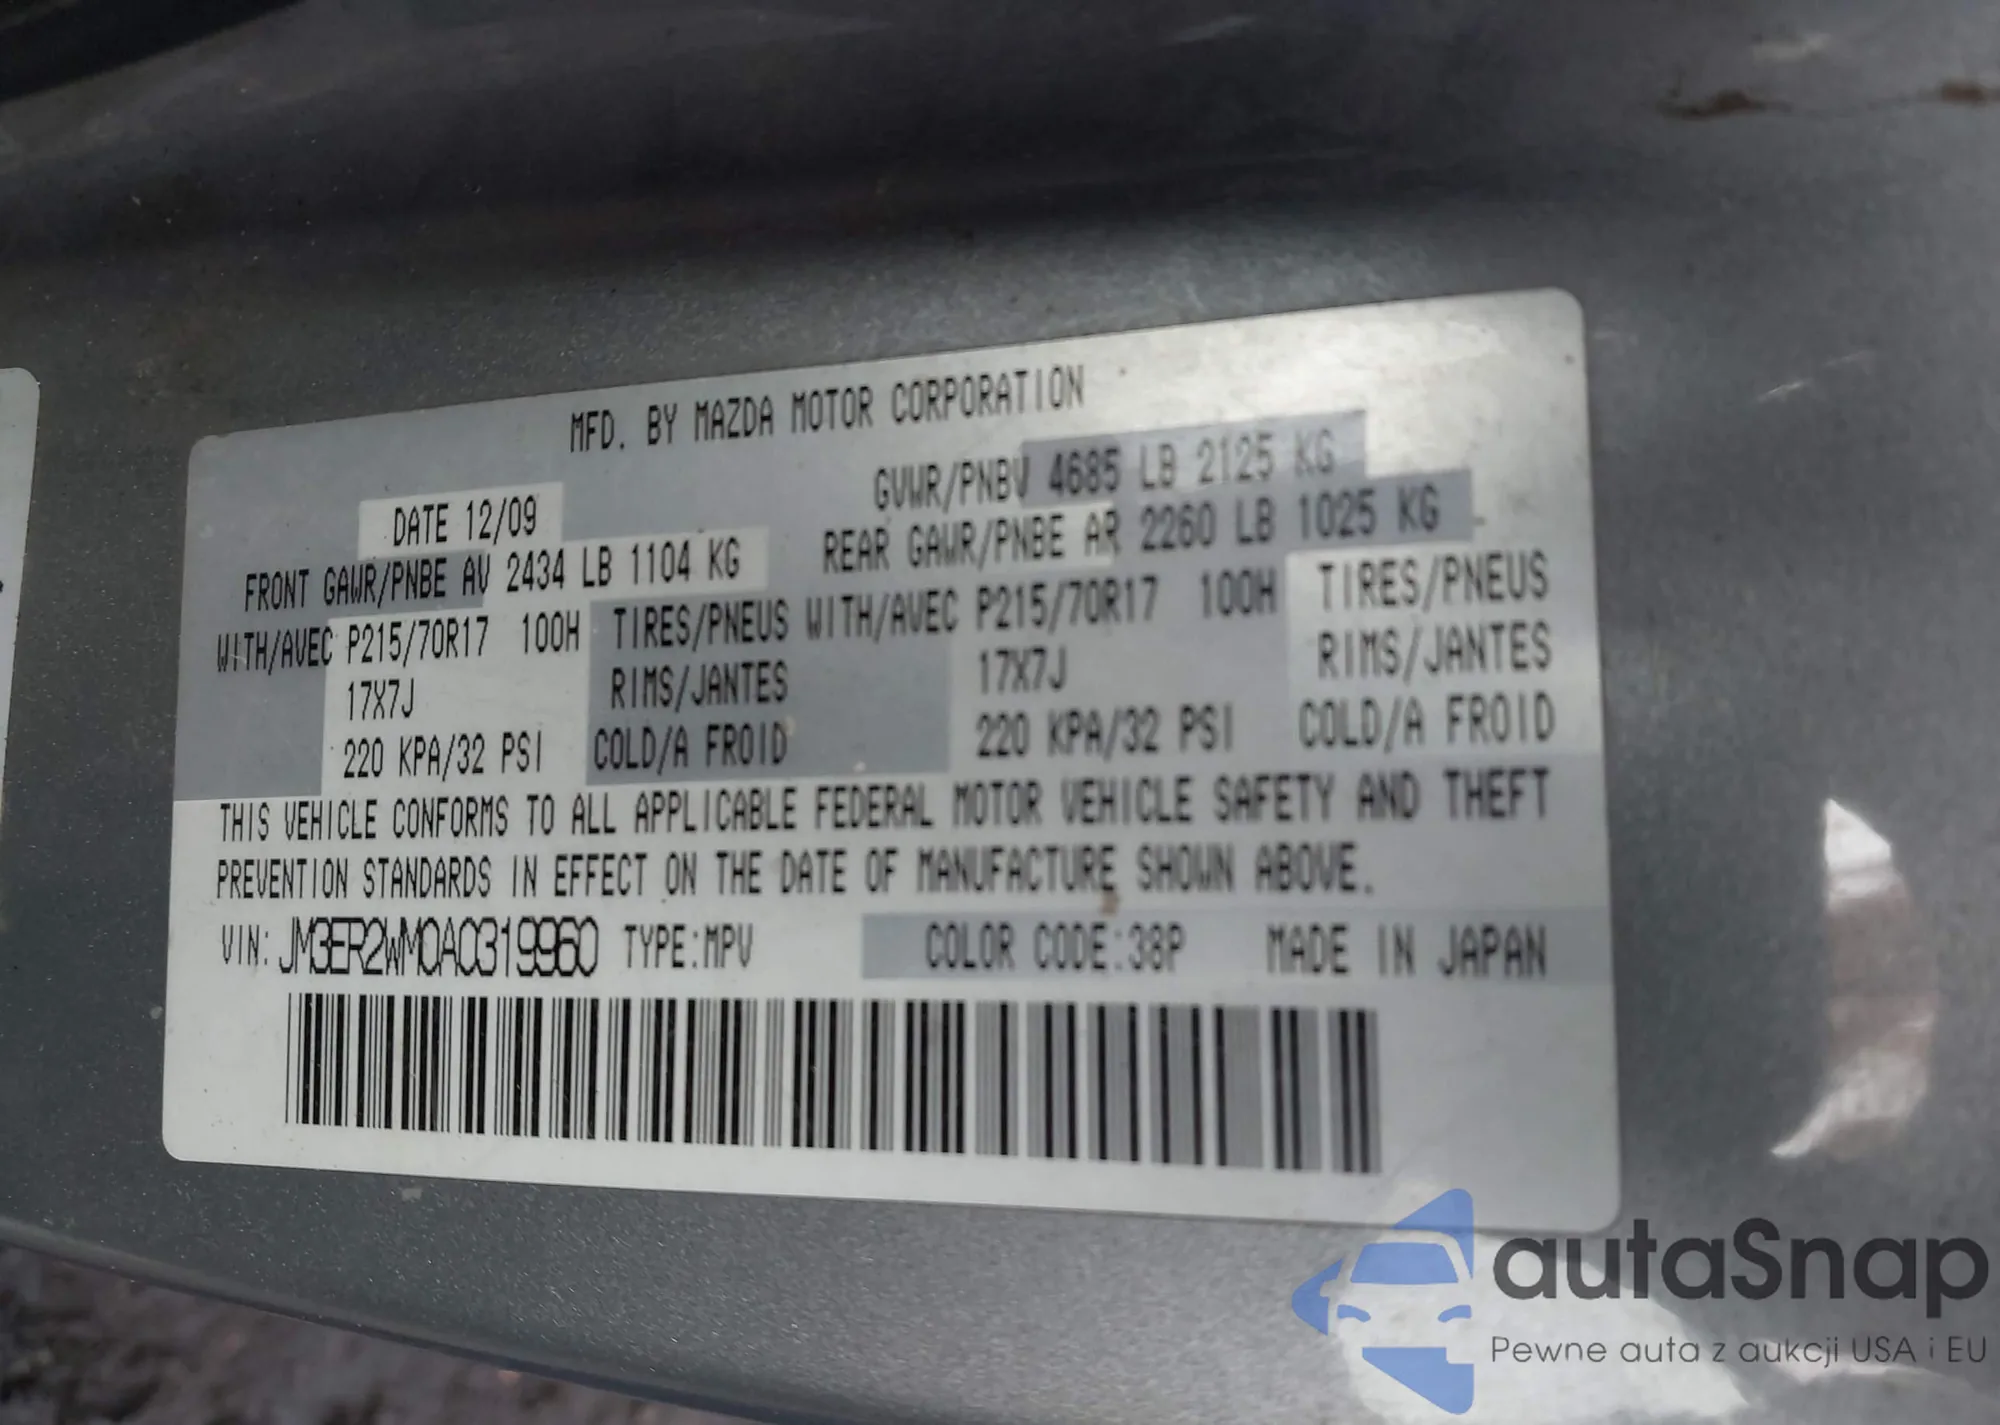 MFD. BY MAZDA MOTOR CORPORATION
DATE 12/09 GVWR/PNBV 4685 LB 2125 KG
FRONT GAWR/PNBE AV 2434 LB 1104 KG REAR GAWR/PNBE AR 2260 LB 1025 KG
WITH/AVEC P215/70R17 100H TIRES/PNEUS WITH/AVEC P215/70R17 100H TIRES/PNEUS
17X7J RIMS/JANTES 17X7J RIMS/JANTES
220 KPA/32 PSI COLD/A FROID 220 KPA/32 PSI COLD/A FROID
THIS VEHICLE CONFORMS TO ALL APPLICABLE FEDERAL MOTOR VEHICLE SAFETY AND THEFT
PREVENTION STANDARDS IN EFFECT ON THE DATE OF MANUFACTURE SHOWN ABOVE.
VIN: JM3ER2WM0A0319960 TYPE:MPV COLOR CODE:38P MADE IN JAPAN
autaSnap
Pewne auta z aukcji USA i EU